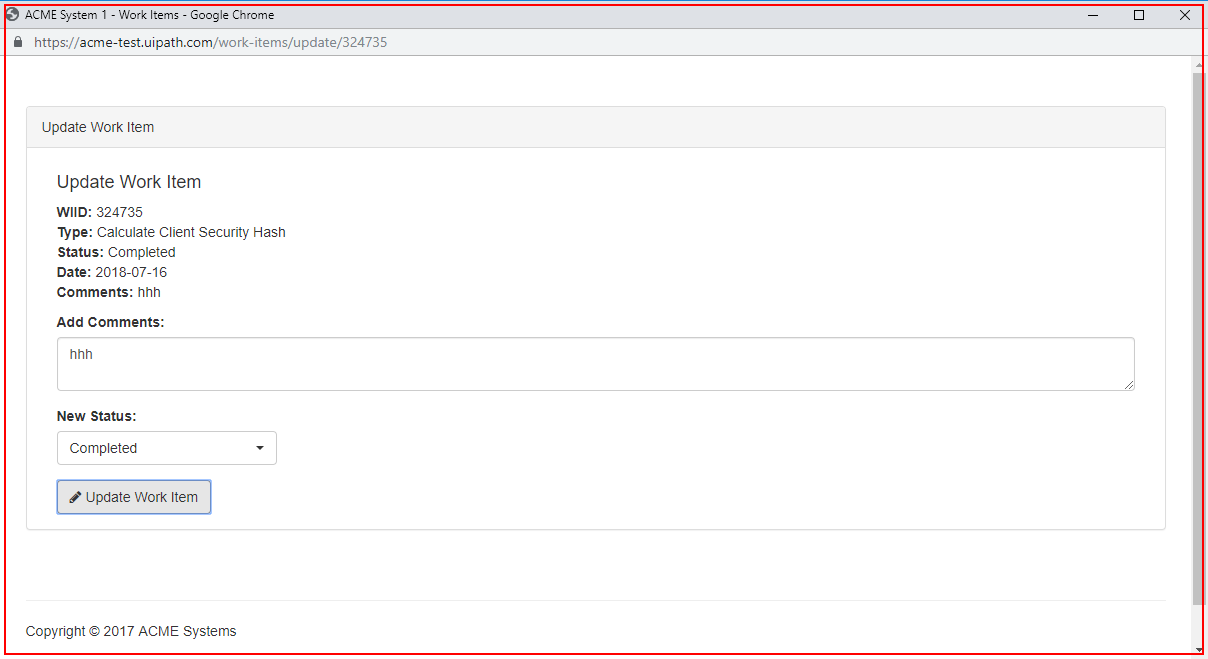 ACME System 1 - Work Items - Google Chrome
https://acme-test.uipath.com/work-items/update/324735
Update Work Item
Update Work Item
WIID: 324735
Type: Calculate Client Security Hash
Status: Completed
Date: 2018-07-16
Comments: hhh
Add Comments:
hhh
New Status:
Completed
Update Work Item
Copyright © 2017 ACME Systems